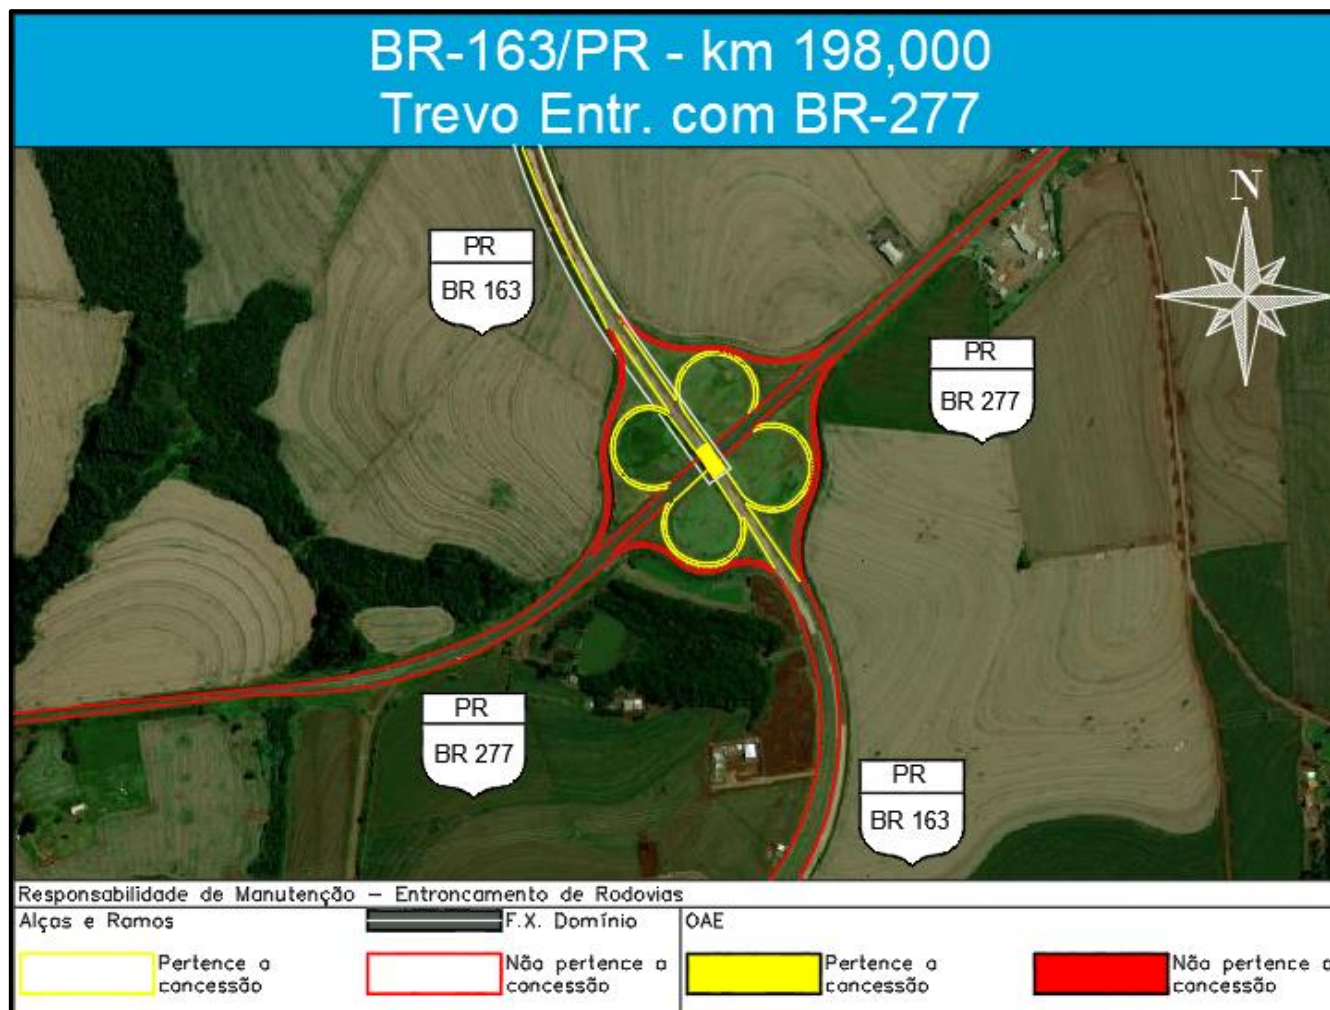 BR-163/PR - km 198,000
Trevo Entr. com BR-277
N
PR
BR 163
PR
BR 277
PR
BR 277
PR
BR 163
Responsabilidade de Manutenção – Entroncamento de Rodovias
Alças e Ramos
F.X. Domínio
OAE
Pertence a
concessão
Não pertence a
concessão
Pertence a
concessão
Não pertence a
concessão